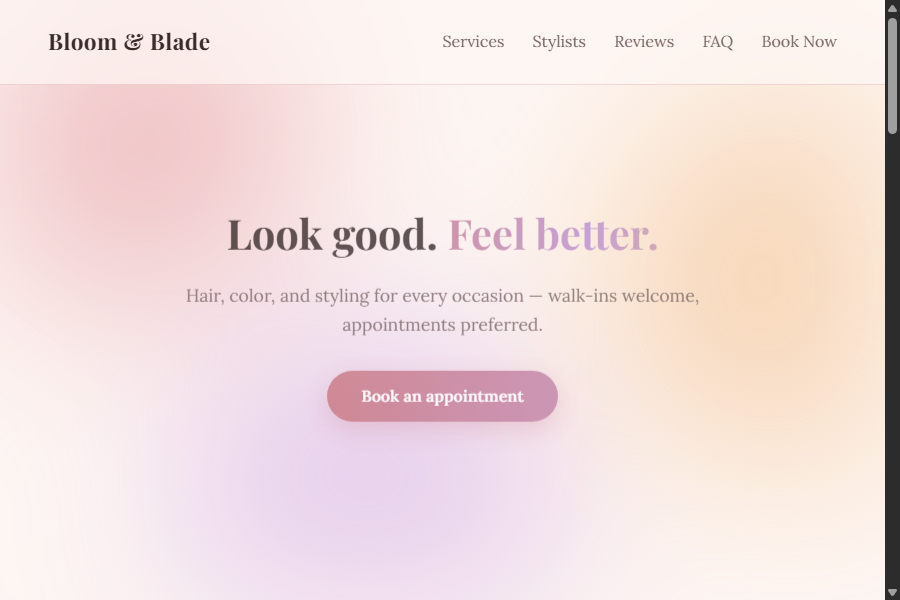 Bloom & Blade
Services Stylists Reviews FAQ Book Now
Look good. Feel better.
Hair, color, and styling for every occasion — walk-ins welcome,
appointments preferred.
Book an appointment